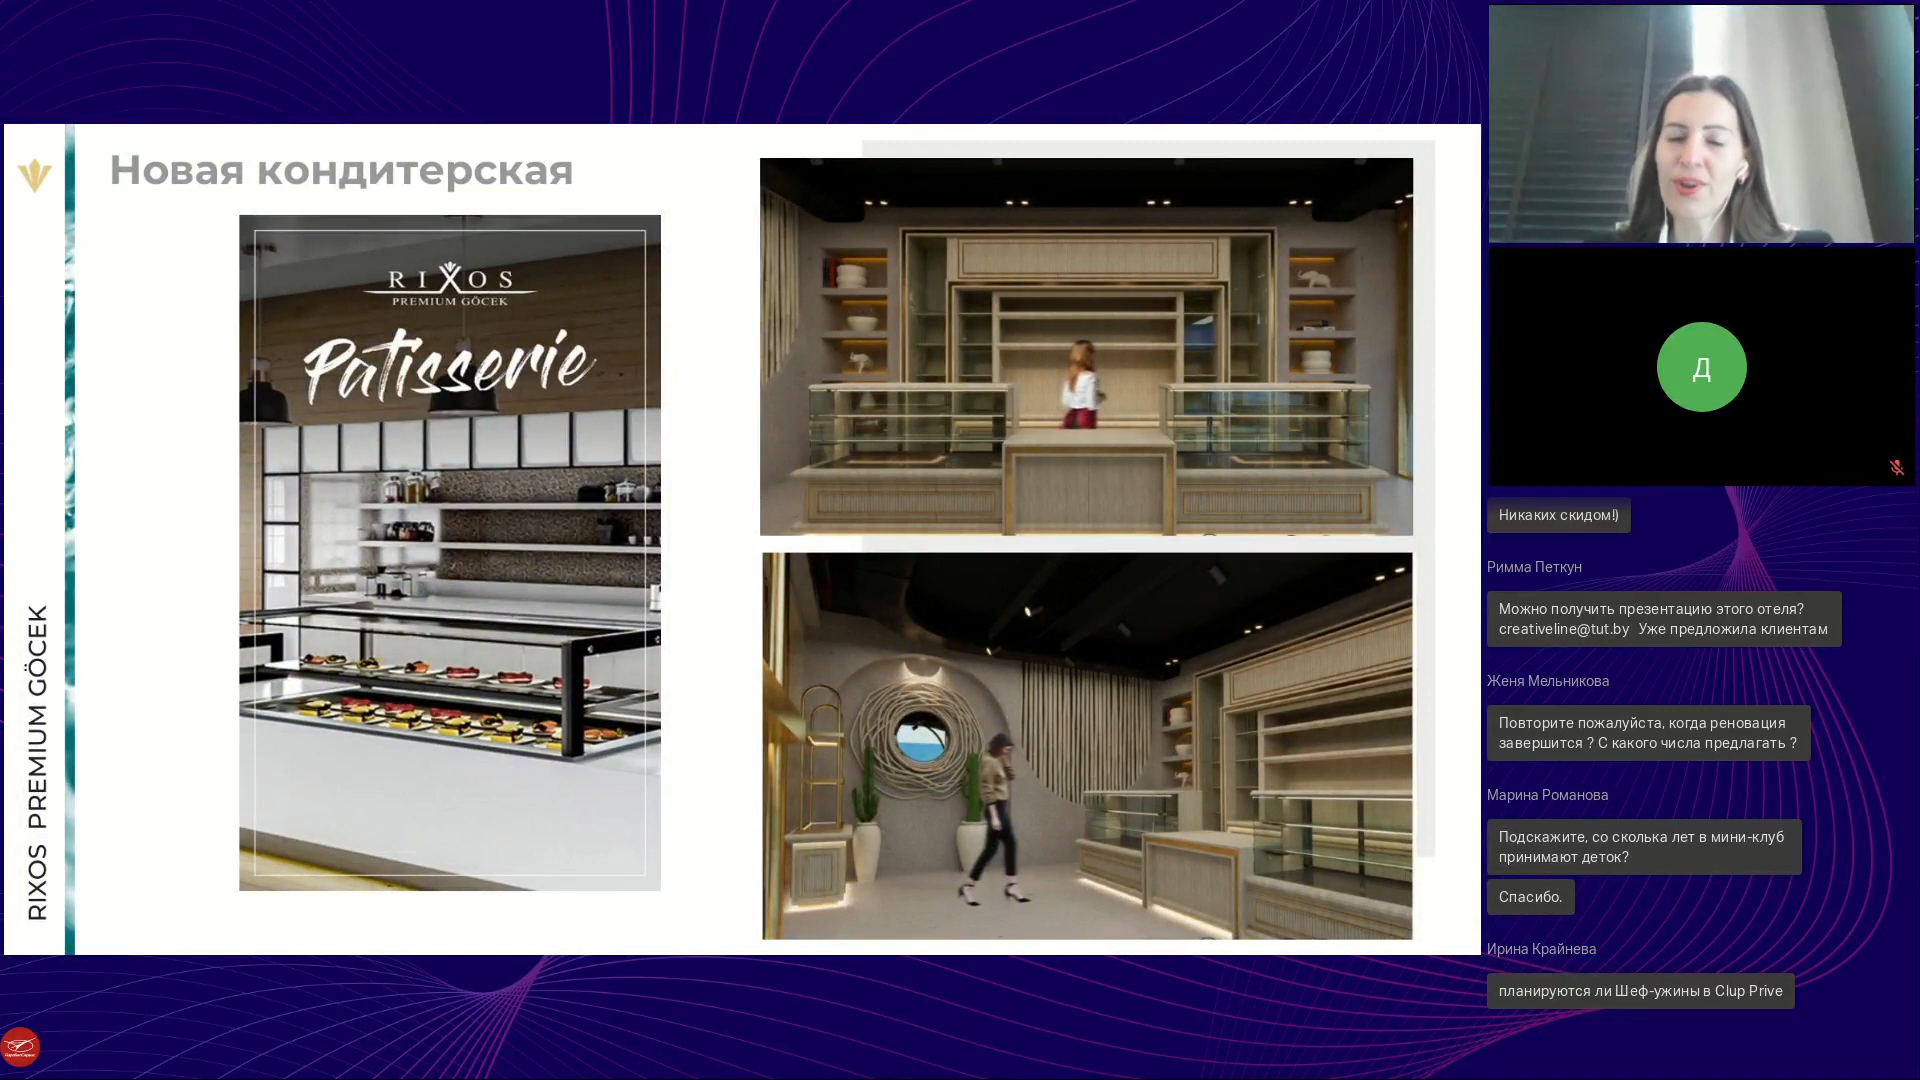 Новая кондитерская
RIXOS
PREMIUM GÖCEK
Patisserie
RIXOS PREMIUM GÖCEK
Д
Никаких скидом!)
Римма Петкун
Можно получить презентацию этого отеля?
creativeline@tut.by Уже предложила клиентам
Женя Мельникова
Повторите пожалуйста, когда реновация
завершится ? С какого числа предлагать ?
Марина Романова
Подскажите, со сколька лет в мини-клуб
принимают деток?
Спасибо.
Ирина Крайнева
планируются ли Шеф-ужины в Clup Prive